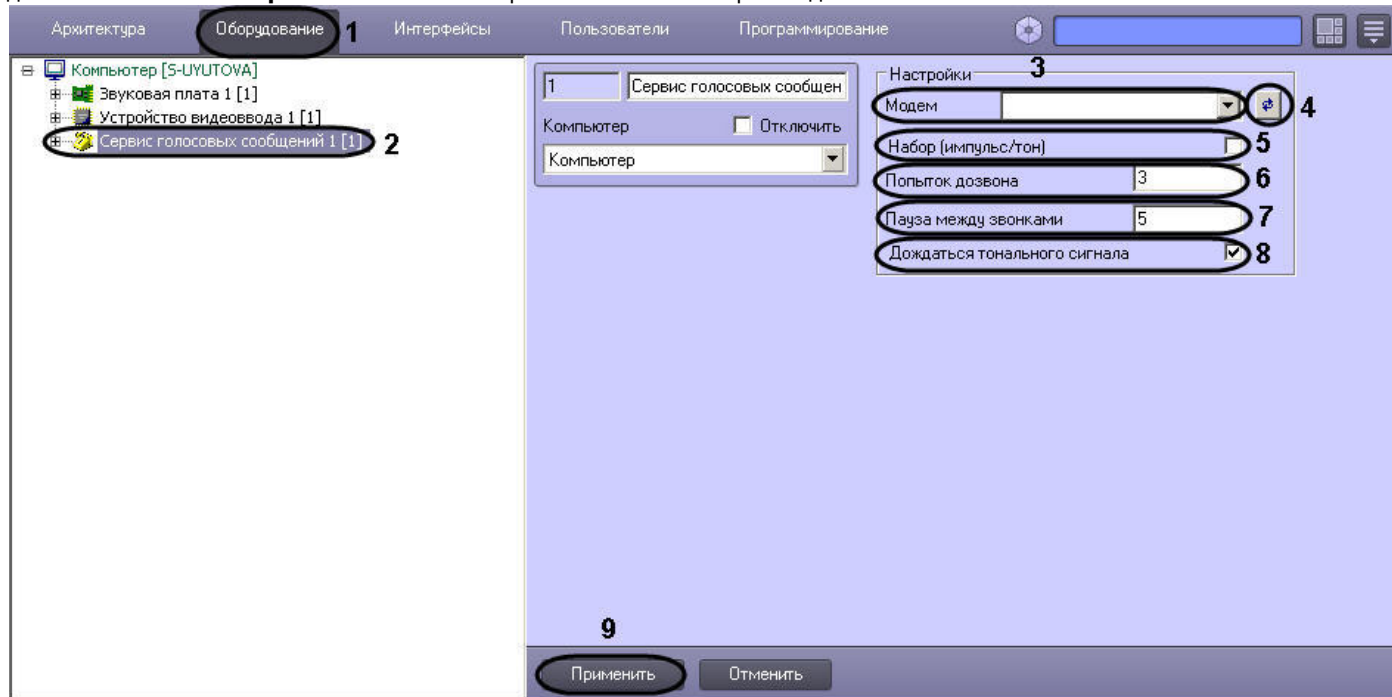 Архитектура Оборудование 1 Интерфейсы Пользователи Программирование
Компьютер [S-UYUTOVA]
Звуковая плата 1 [1]
Устройство видеоввода 1 [1]
Сервис голосовых сообщений 1 [1] 2
1 Сервис голосовых сообщен
Компьютер Отключить
Компьютер
Настройки 3
Модем 4
Набор (импульс/тон) 5
Попыток дозвона 3 6
Пауза между звонками 5 7
Дождаться тонального сигнала 8
9
Применить Отменить